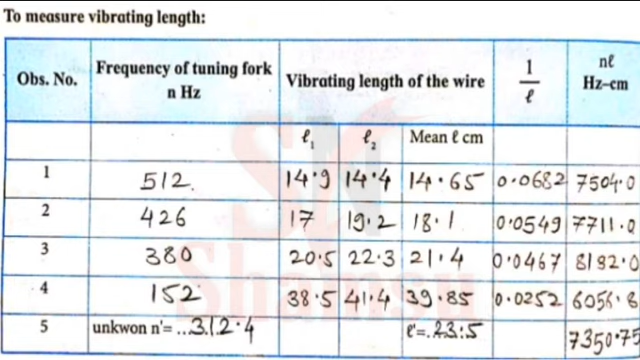 To measure vibrating length:
Obs. No. Frequency of tuning fork n Hz Vibrating length of the wire 1/ℓ nℓ Hz-cm
ℓ₁ ℓ₂ Mean ℓ cm
1 512 14.9 14.4 14.65 0.0682 7504.0
2 426 17 19.2 18.1 0.0549 7711.0
3 380 20.5 22.3 21.4 0.0467 8192.0
4 152 38.5 41.4 39.85 0.0252 6056.8
5 unkwon n'= ...312.4 ℓ'=.23.5 7350.75